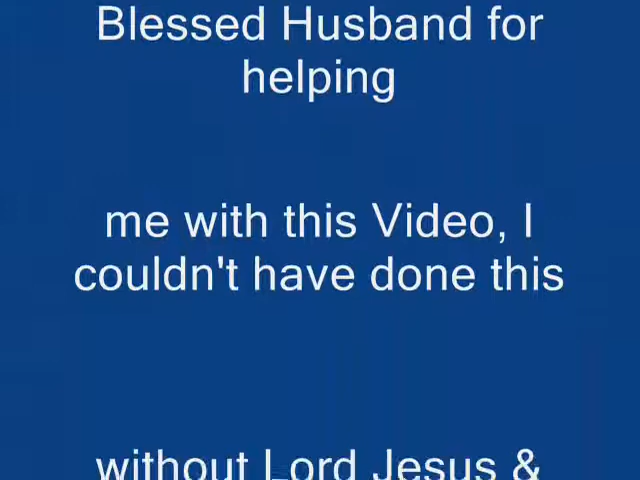 Blessed Husband for
helping
me with this Video, I
couldn't have done this
without Lord Jesus &